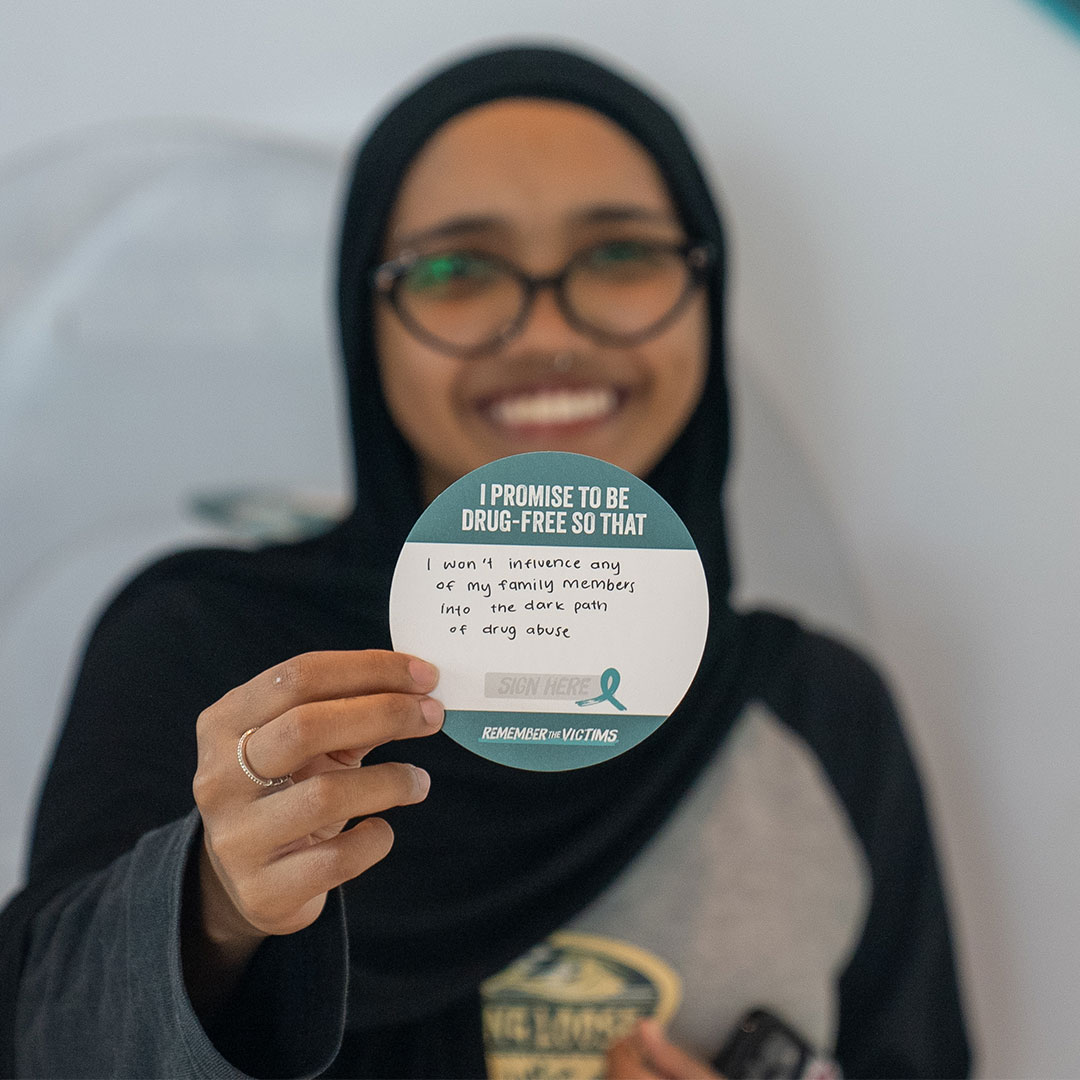 I PROMISE TO BE
DRUG-FREE SO THAT
I won't influence any
of my family members
into the dark path
of drug abuse
SIGN HERE
REMEMBER THE VICTIMS